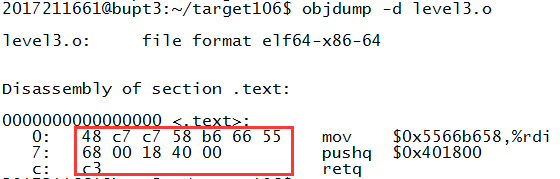 2017211661@bupt3:~/target106$ objdump -d level3.o
level3.o:     file format elf64-x86-64
Disassembly of section .text:
0000000000000000 <.text>:
0:   48 c7 c7 58 b6 66 55    mov    $0x5566b658,%rdi
7:   68 00 18 40 00          pushq  $0x401800
c:   c3                      retq